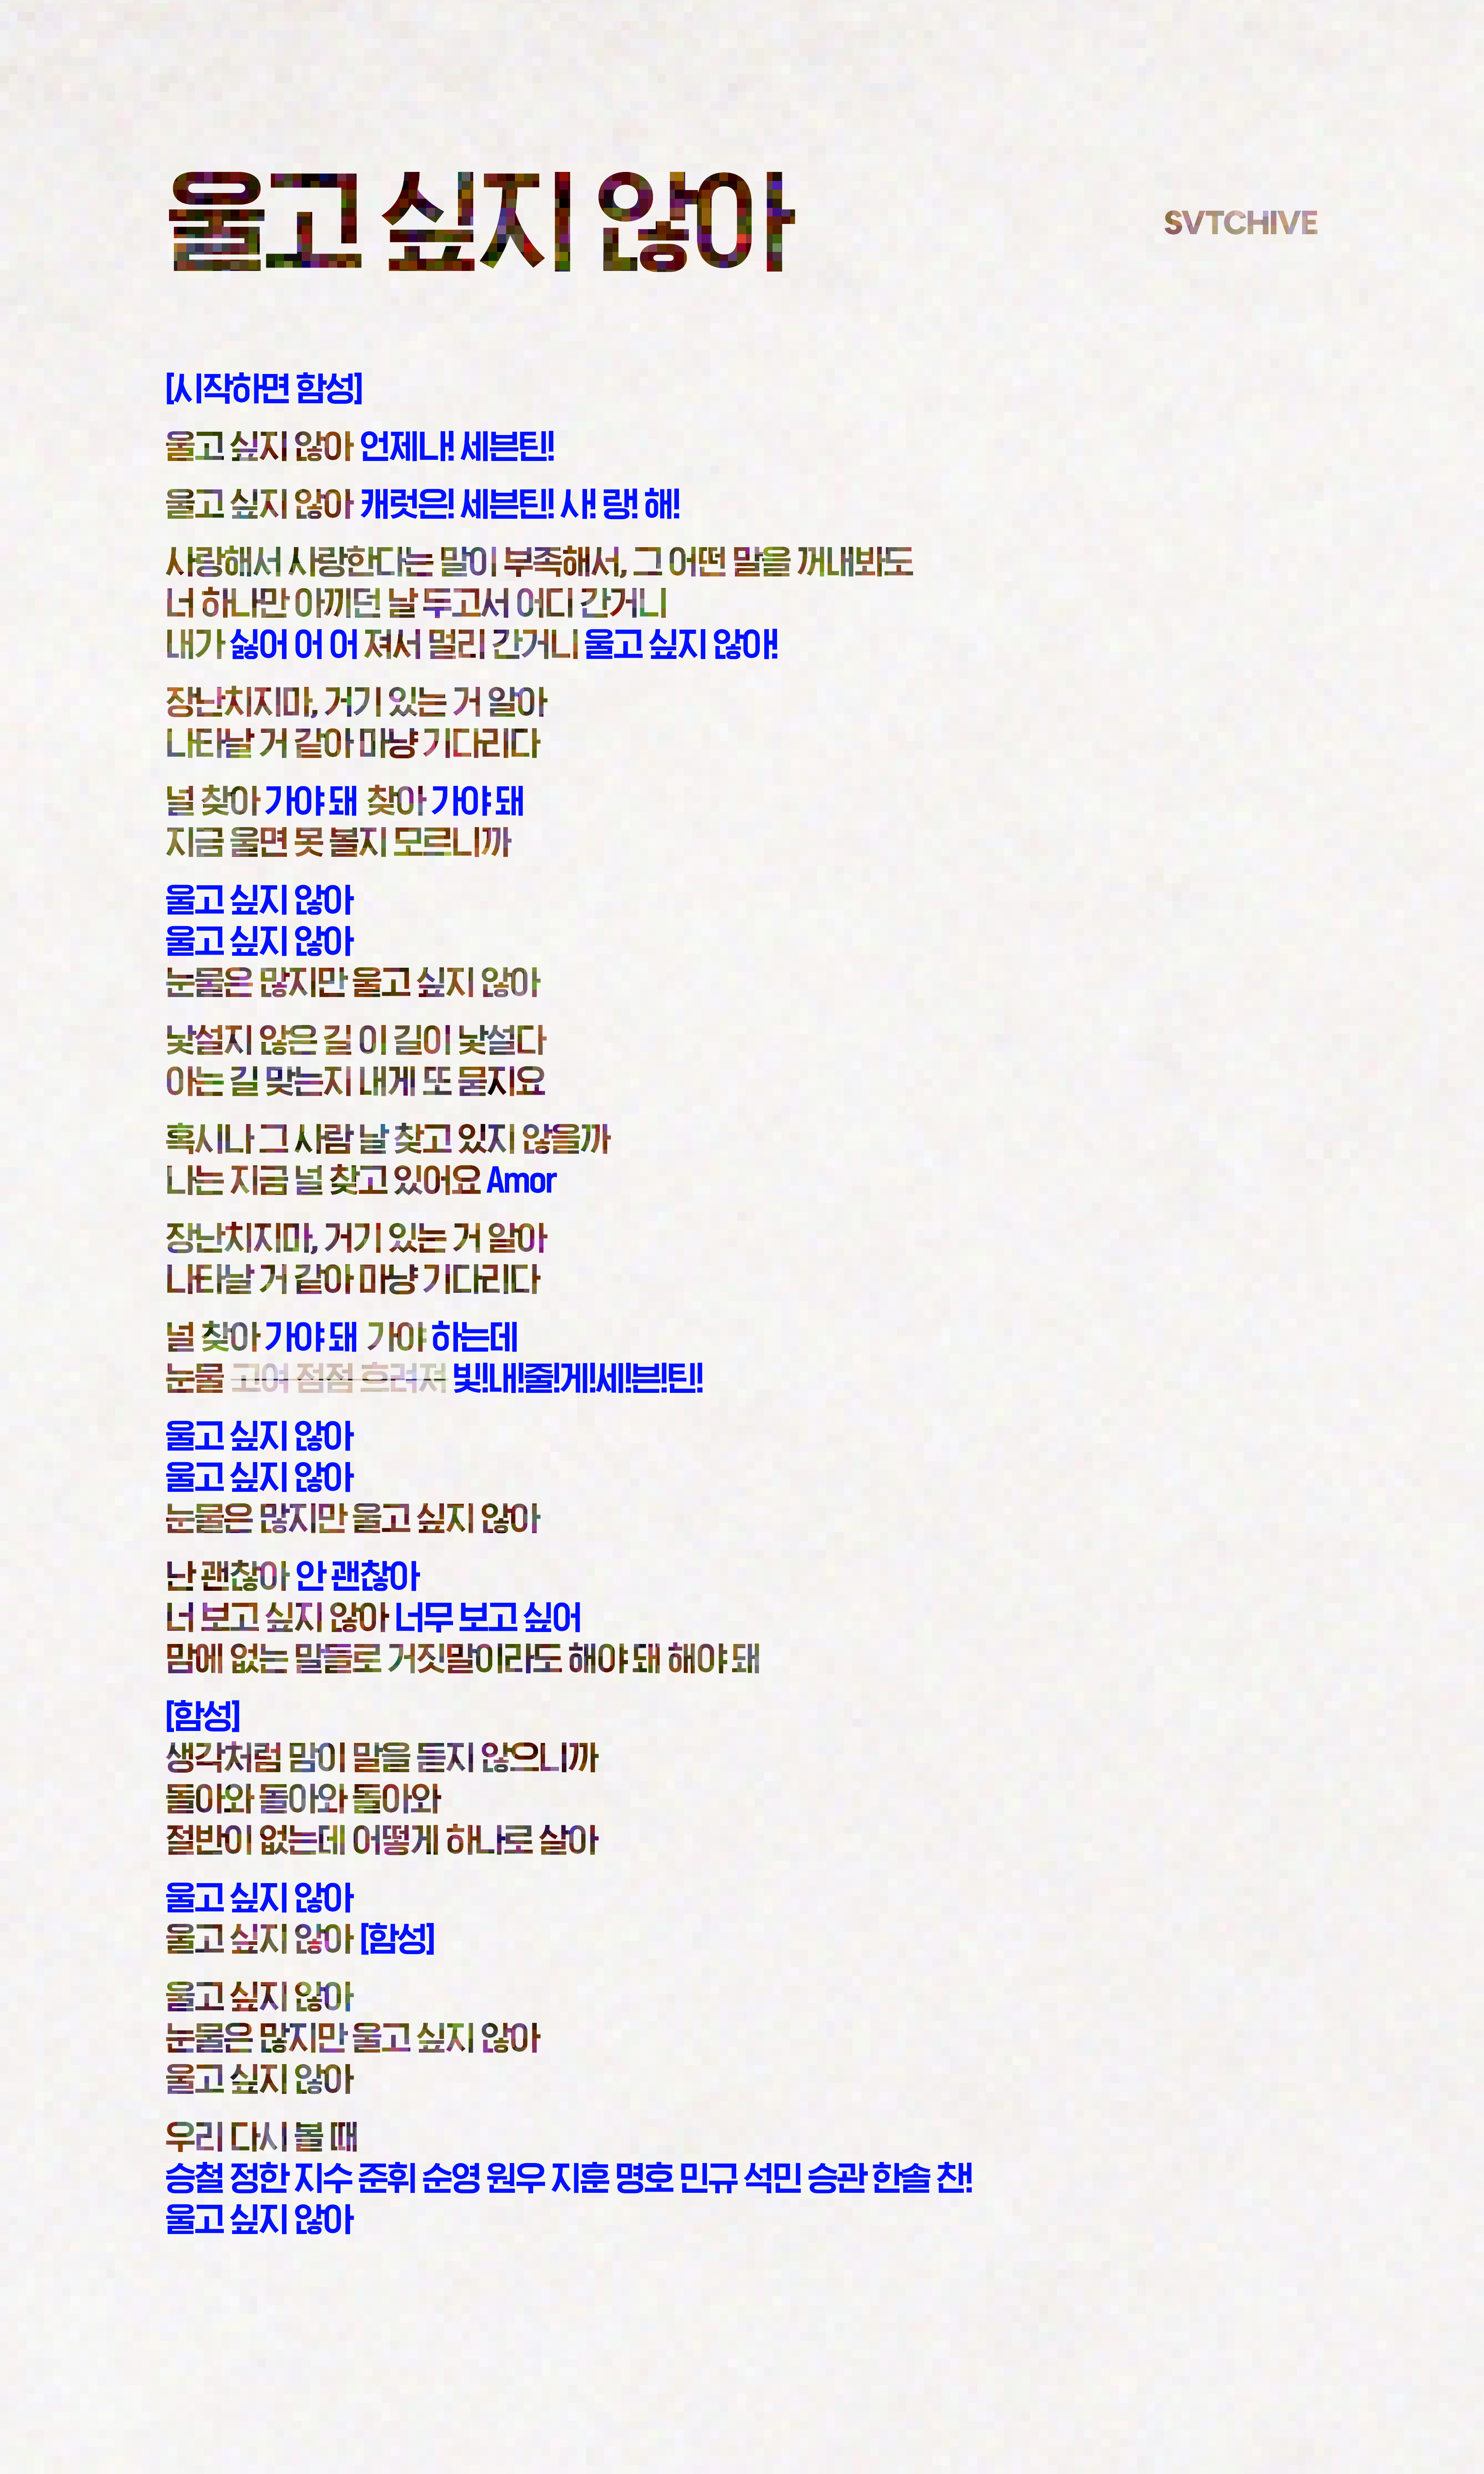 울고 싶지 않아
SVTCHIVE
[시작하면 함성]
울고 싶지 않아 언제나! 세븐틴!
울고 싶지 않아 캐럿은! 세븐틴! 사! 랑! 해!
사랑해서 사랑한다는 말이 부족해서, 그 어떤 말을 꺼내봐도
너 하나만 아끼던 날 두고서 어디 간거니
내가 싫어 어 어 져서 멀리 간거니 울고 싶지 않아!
장난치지마, 거기 있는 거 알아
나타날 거 같아 마냥 기다리다
널 찾아 가야 돼 찾아 가야 돼
지금 울면 못 볼지 모르니까
울고 싶지 않아
울고 싶지 않아
눈물은 많지만 울고 싶지 않아
낯설지 않은 길 이 길이 낯설다
아는 길 맞는지 내게 또 묻지요
혹시나 그 사람 날 찾고 있지 않을까
나는 지금 널 찾고 있어요 Amor
장난치지마, 거기 있는 거 알아
나타날 거 같아 마냥 기다리다
널 찾아 가야 돼 가야 하는데
눈물 고여 점점 흐려져 빛!내!줄!게!세!븐!틴!
울고 싶지 않아
울고 싶지 않아
눈물은 많지만 울고 싶지 않아
난 괜찮아 안 괜찮아
너 보고 싶지 않아 너무 보고 싶어
맘에 없는 말들로 거짓말이라도 해야 돼 해야 돼
[함성]
생각처럼 맘이 말을 듣지 않으니까
돌아와 돌아와 돌아와
절반이 없는데 어떻게 하나로 살아
울고 싶지 않아
울고 싶지 않아 [함성]
울고 싶지 않아
눈물은 많지만 울고 싶지 않아
울고 싶지 않아
우리 다시 볼 때
승철 정한 지수 준휘 순영 원우 지훈 명호 민규 석민 승관 한솔 찬!
울고 싶지 않아